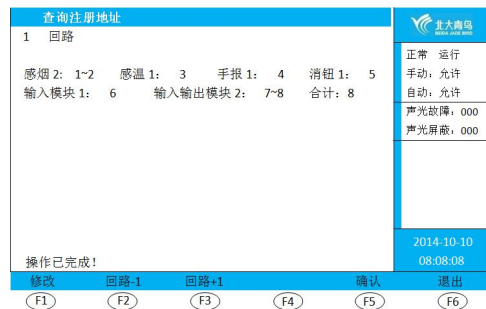 查询注册地址
1 回路
感烟 2: 1~2 感温 1: 3 手报 1: 4 消钮 1: 5
输入模块 1: 6 输入输出模块 2: 7~8 合计: 8
操作已完成!
北大青鸟
BEIDA JADE BIRD
正常 运行
手动: 允许
自动: 允许
声光故障: 000
声光屏蔽: 000
2014-10-10
08:08:08
修改 回路-1 回路+1 确认 退出
F1 F2 F3 F4 F5 F6